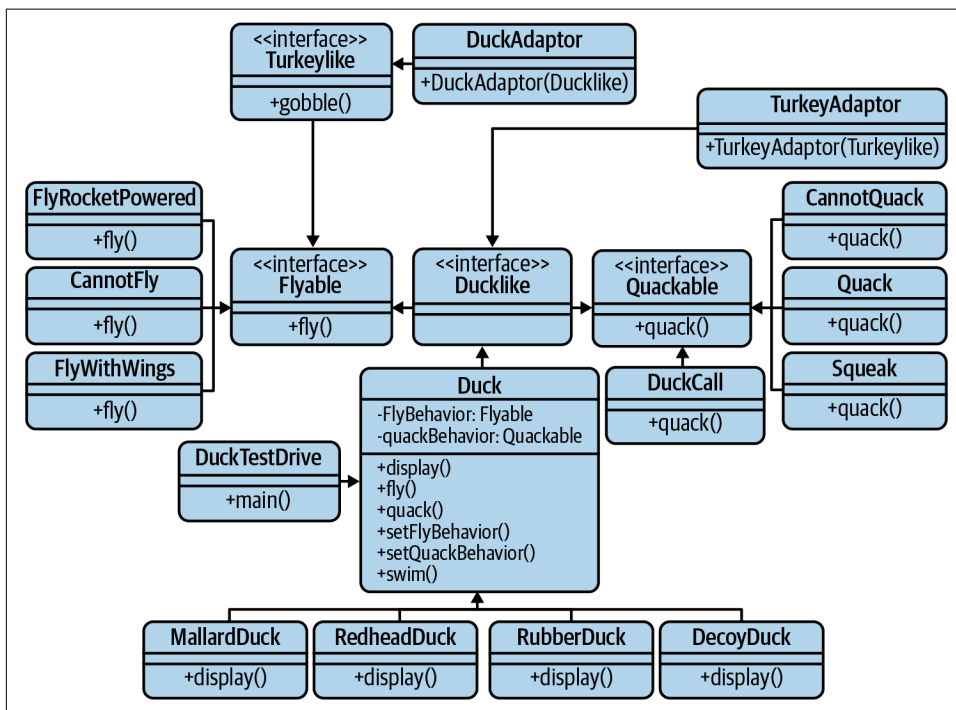 <<interface>>
Turkeylike
+gobble()
DuckAdaptor
+DuckAdaptor(Ducklike)
TurkeyAdaptor
+TurkeyAdaptor(Turkeylike)
FlyRocketPowered
+fly()
CannotFly
+fly()
FlyWithWings
+fly()
<<interface>>
Flyable
+fly()
<<interface>>
Ducklike
<<interface>>
Quackable
+quack()
CannotQuack
+quack()
Quack
+quack()
Squeak
+quack()
DuckCall
+quack()
Duck
-FlyBehavior: Flyable
-quackBehavior: Quackable
+display()
+fly()
+quack()
+setFlyBehavior()
+setQuackBehavior()
+swim()
DuckTestDrive
+main()
MallardDuck
+display()
RedheadDuck
+display()
RubberDuck
+display()
DecoyDuck
+display()